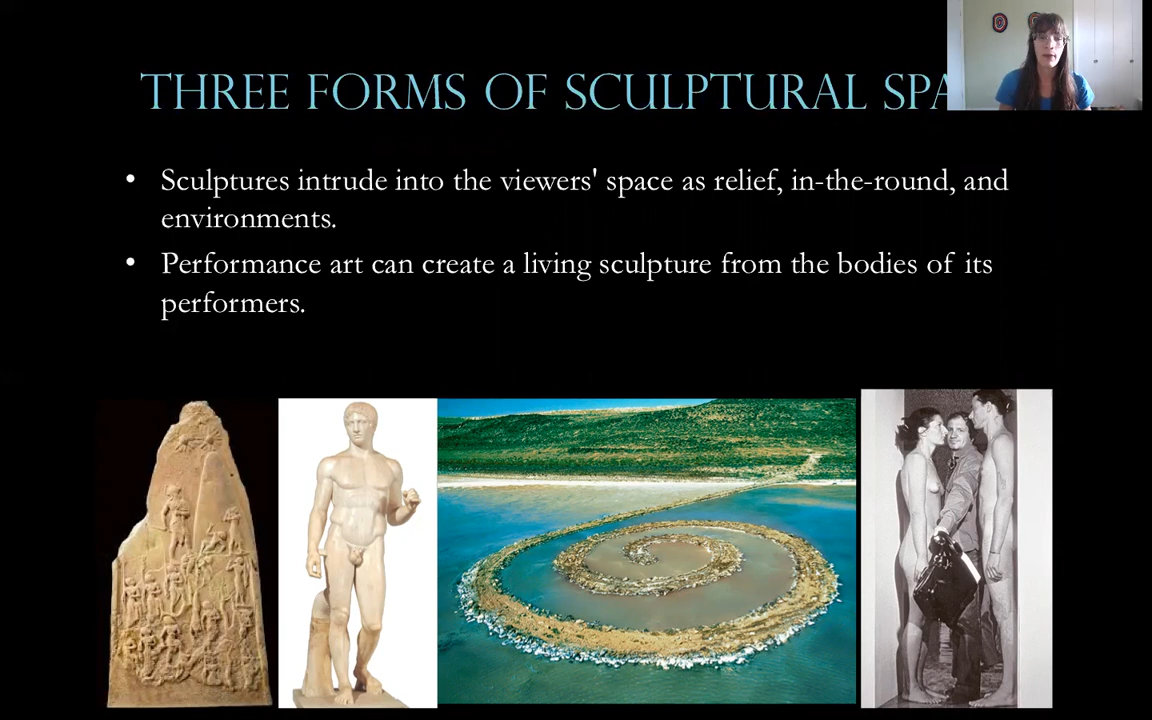 THREE FORMS OF SCULPTURAL
Sculptures intrude into the viewers' space as relief, in-the-round, and
environments.
Performance art can create a living sculpture from the bodies of its
performers.